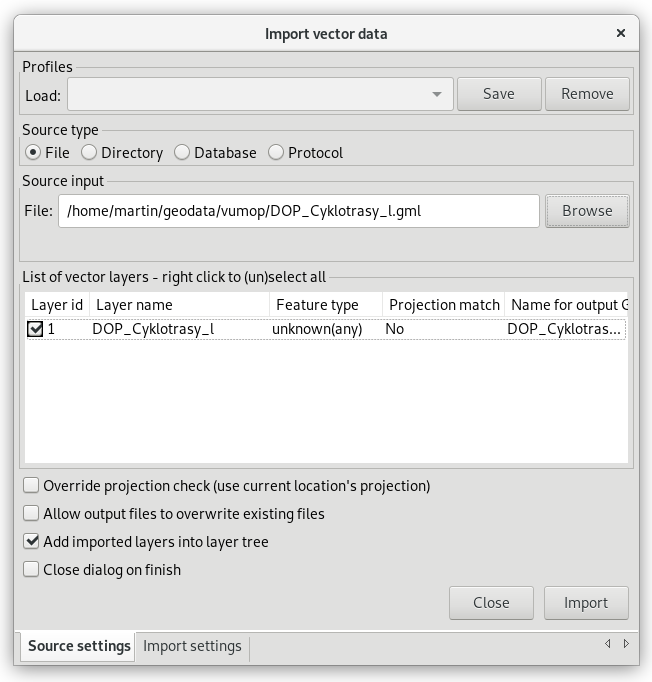 Import vector data
Profiles
Load: Save Remove
Source type
File Directory Database Protocol
Source input
File: /home/martin/geodata/vumop/DOP_Cyklotrasy_l.gml Browse
List of vector layers - right click to (un)select all
Layer id Layer name Feature type Projection match Name for output G
1 DOP_Cyklotrasy_l unknown(any) No DOP_Cyklotras...
Override projection check (use current location's projection)
Allow output files to overwrite existing files
Add imported layers into layer tree
Close dialog on finish
Close Import
Source settings Import settings